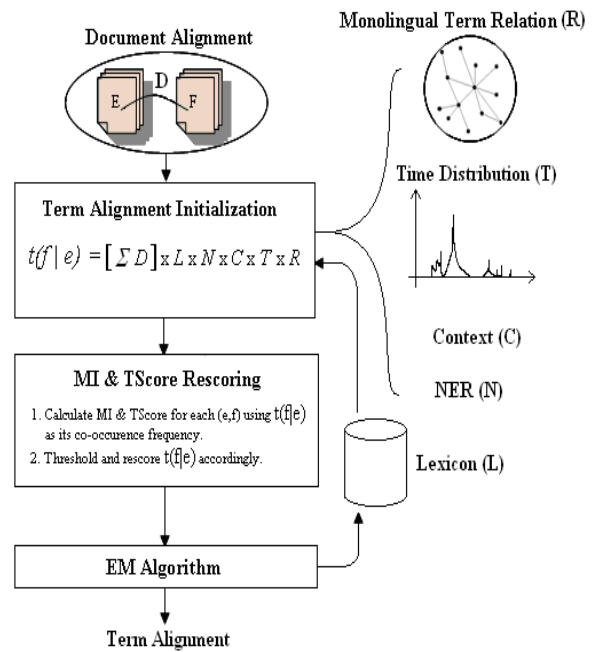 Document Alignment
D
E
F
Monolingual Term Relation (R)
Time Distribution (T)
Term Alignment Initialization
t(f | e) = [ Σ D ] x L x N x C x T x R
Context (C)
NER (N)
MI & TScore Rescoring
1. Calculate MI & TScore for each (e,f) using t(f|e)
as its co-occurence frequency.
2. Threshold and rescore t(f|e) accordingly.
Lexicon (L)
EM Algorithm
Term Alignment